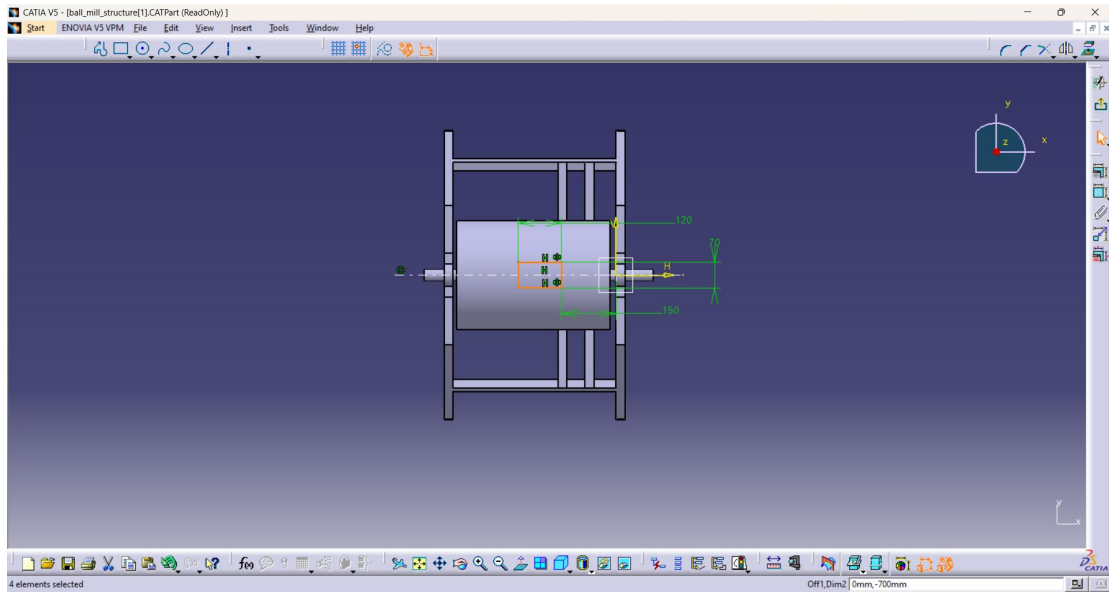 CATIA V5 - [ball_mill_structure[1].CATPart (ReadOnly) ]
Start ENOVIA V5 VPM File Edit View Insert Tools Window Help
y
x
z
120
70
H
H
H
H
150
y
x
f(x)
CATIA
4 elements selected
Off1,Dim2 0mm,-700mm